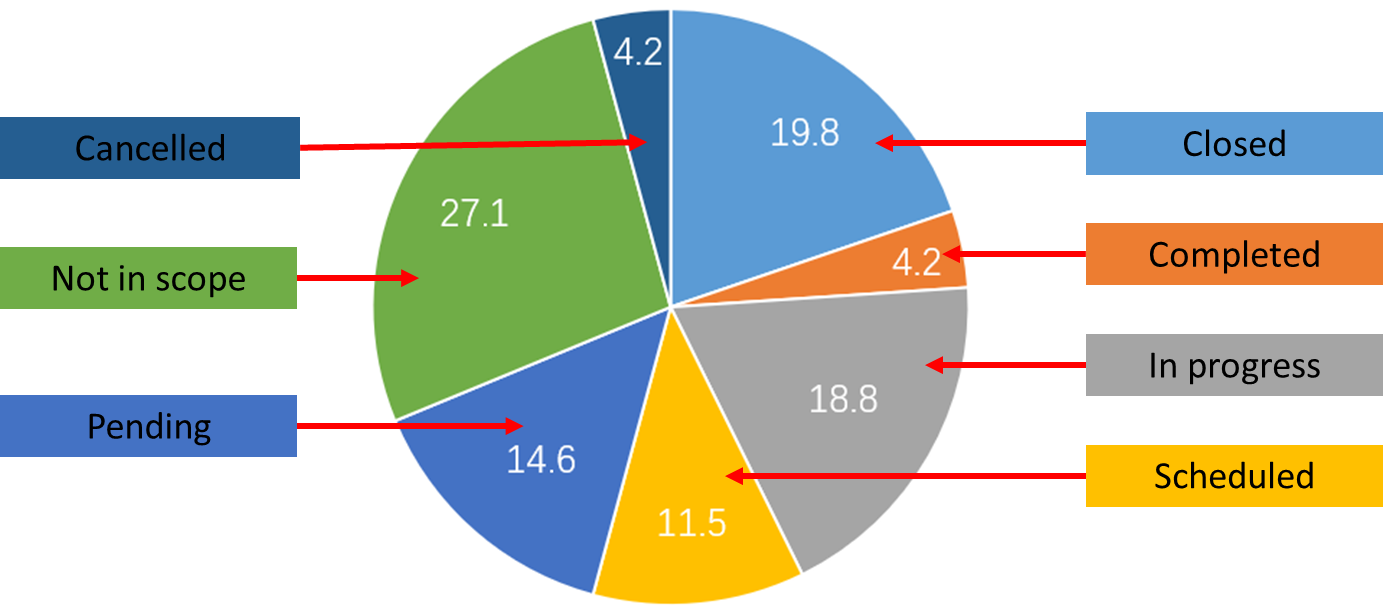 4.2
Cancelled
19.8
Closed
27.1
Not in scope
4.2
Completed
18.8
In progress
Pending
14.6
11.5
Scheduled